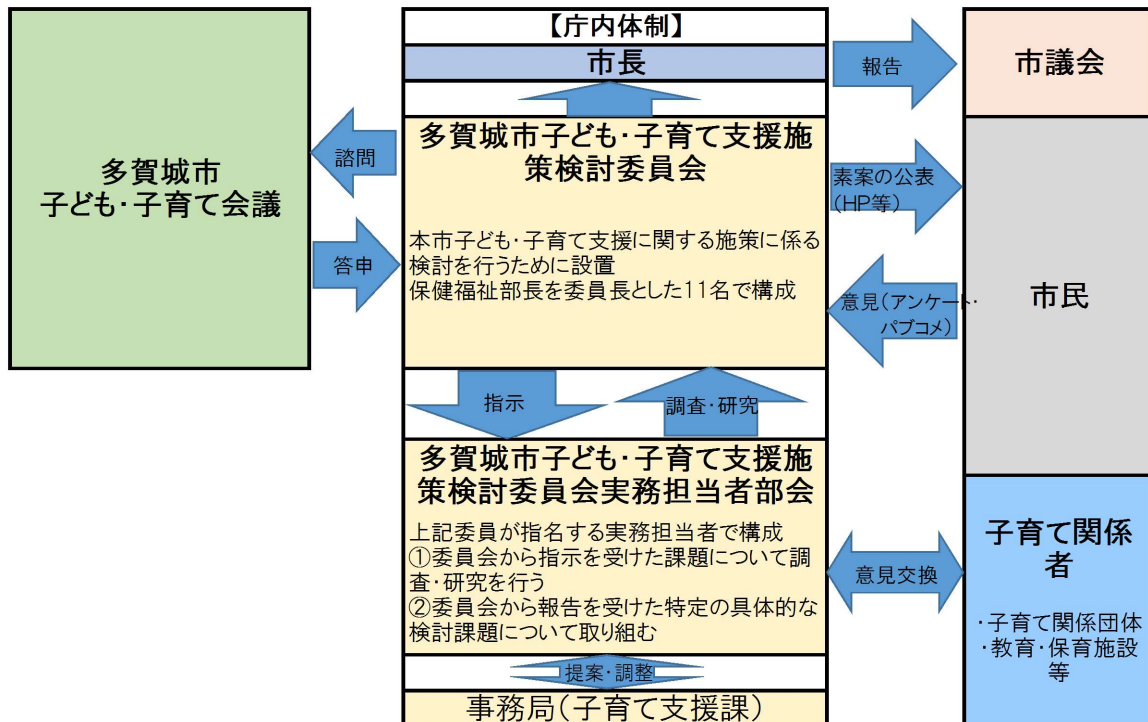 多賀城市
子ども・子育て会議
諮問
答申
【庁内体制】
市長
多賀城市子ども・子育て支援施
策検討委員会
本市子ども・子育て支援に関する施策に係る
検討を行うために設置
保健福祉部長を委員長とした11名で構成
指示
調査・研究
多賀城市子ども・子育て支援施
策検討委員会実務担当者部会
上記委員が指名する実務担当者で構成
①委員会から指示を受けた課題について調
査・研究を行う
②委員会から報告を受けた特定の具体的な
検討課題について取り組む
提案・調整
事務局(子育て支援課)
報告
素案の公表
(HP等)
意見(アンケート・
パブコメ)
意見交換
市議会
市民
子育て関係
者
・子育て関係団体
・教育・保育施設
等